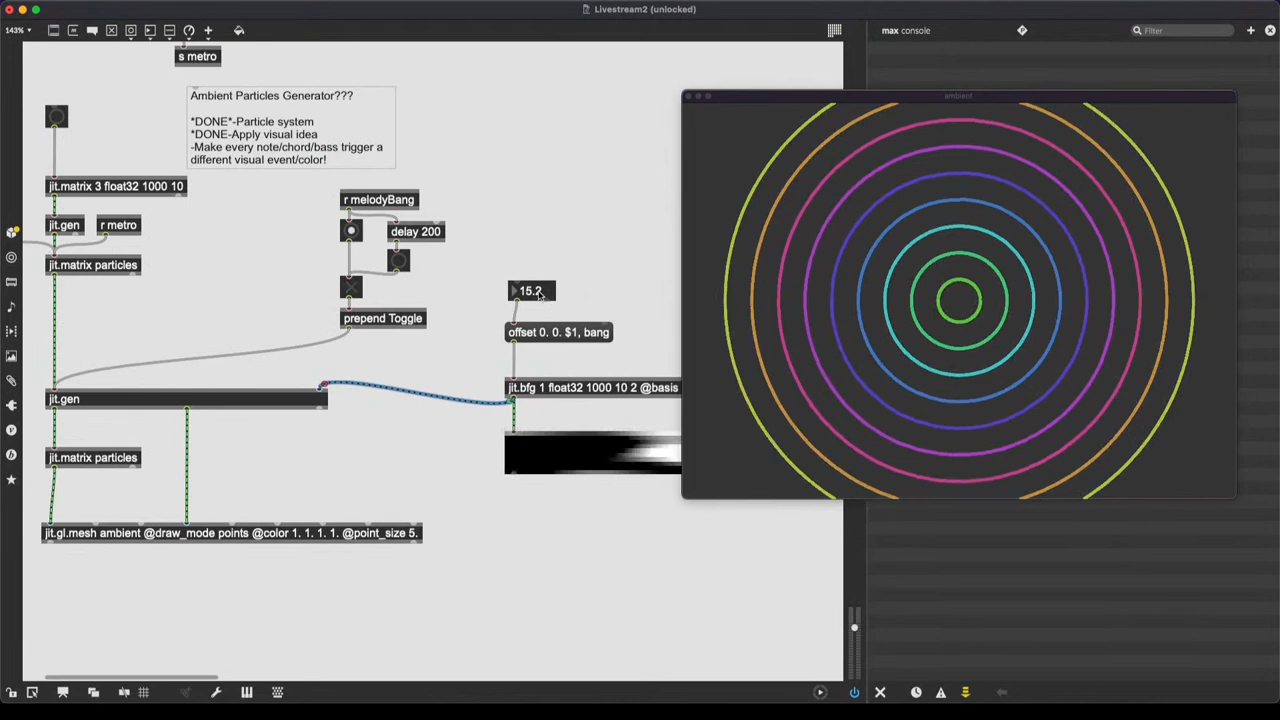 Livestream2 (unlocked)
143%
max console
Filter
s metro
Ambient Particles Generator???
*DONE*-Particle system
*DONE-Apply visual idea
-Make every note/chord/bass trigger a
different visual event/color!
ambient
jit.matrix 3 float32 1000 10
r melodyBang
jit.gen
r metro
delay 200
jit.matrix particles
15.2
prepend Toggle
offset 0. 0. $1, bang
jit.gen
jit.bfg 1 float32 1000 10 2 @basis
jit.matrix particles
jit.gl.mesh ambient @draw_mode points @color 1. 1. 1. 1. @point_size 5.